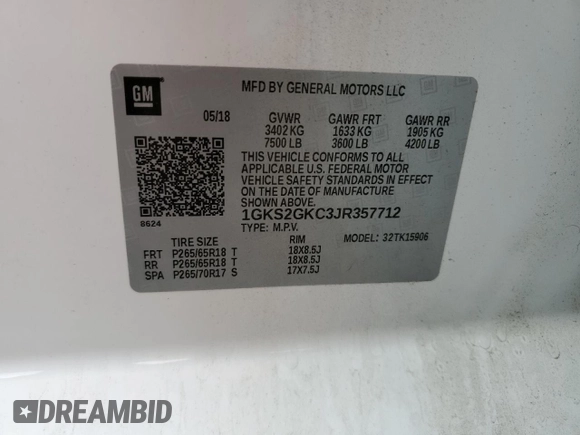 GM
MFD BY GENERAL MOTORS LLC
05/18 GVWR GAWR FRT GAWR RR
3402 KG 1633 KG 1905 KG
7500 LB 3600 LB 4200 LB
THIS VEHICLE CONFORMS TO ALL
APPLICABLE U.S. FEDERAL MOTOR
VEHICLE SAFETY STANDARDS IN EFFECT
ON THE DATE OF MANUFACTURE
SHOWN ABOVE.
8624
1GKS2GKC3JR357712
TYPE: M.P.V. MODEL: 32TK15906
TIRE SIZE RIM
FRT P265/65R18 T 18X8.5J
RR P265/65R18 T 18X8.5J
SPA P265/70R17 S 17X7.5J
DREAMBID